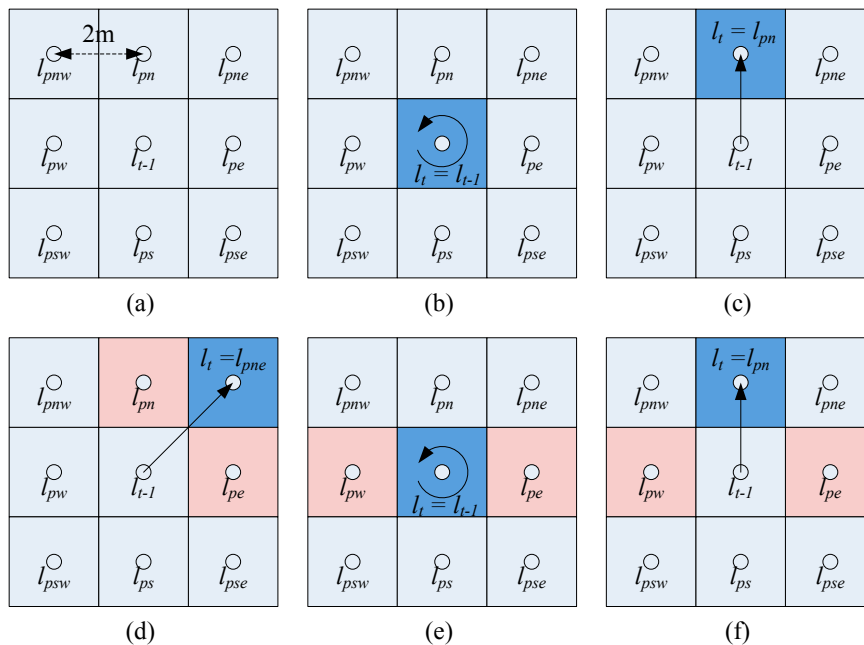 2m
l_pnw l_pn l_pne
l_pw l_t-1 l_pe
l_psw l_ps l_pse
(a)
l_pnw l_pn l_pne
l_pw l_t = l_t-1 l_pe
l_psw l_ps l_pse
(b)
l_t = l_pn
l_pnw l_pne
l_pw l_t-1 l_pe
l_psw l_ps l_pse
(c)
l_t =l_pne
l_pnw l_pn
l_pw l_t-1 l_pe
l_psw l_ps l_pse
(d)
l_pnw l_pn l_pne
l_pw l_t = l_t-1 l_pe
l_psw l_ps l_pse
(e)
l_t = l_pn
l_pnw l_pne
l_pw l_t-1 l_pe
l_psw l_ps l_pse
(f)